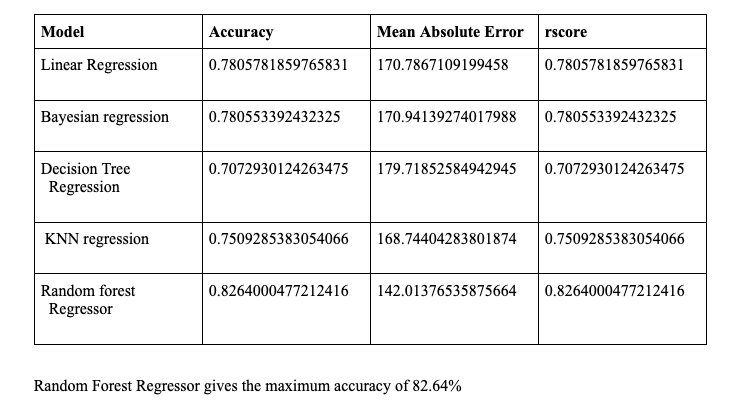 Model Accuracy Mean Absolute Error rscore
Linear Regression 0.7805781859765831 170.7867109199458 0.7805781859765831
Bayesian regression 0.780553392432325 170.94139274017988 0.780553392432325
Decision Tree 0.7072930124263475 179.71852584942945 0.7072930124263475
Regression
KNN regression 0.7509285383054066 168.74404283801874 0.7509285383054066
Random forest 0.8264000477212416 142.01376535875664 0.8264000477212416
Regressor
Random Forest Regressor gives the maximum accuracy of 82.64%